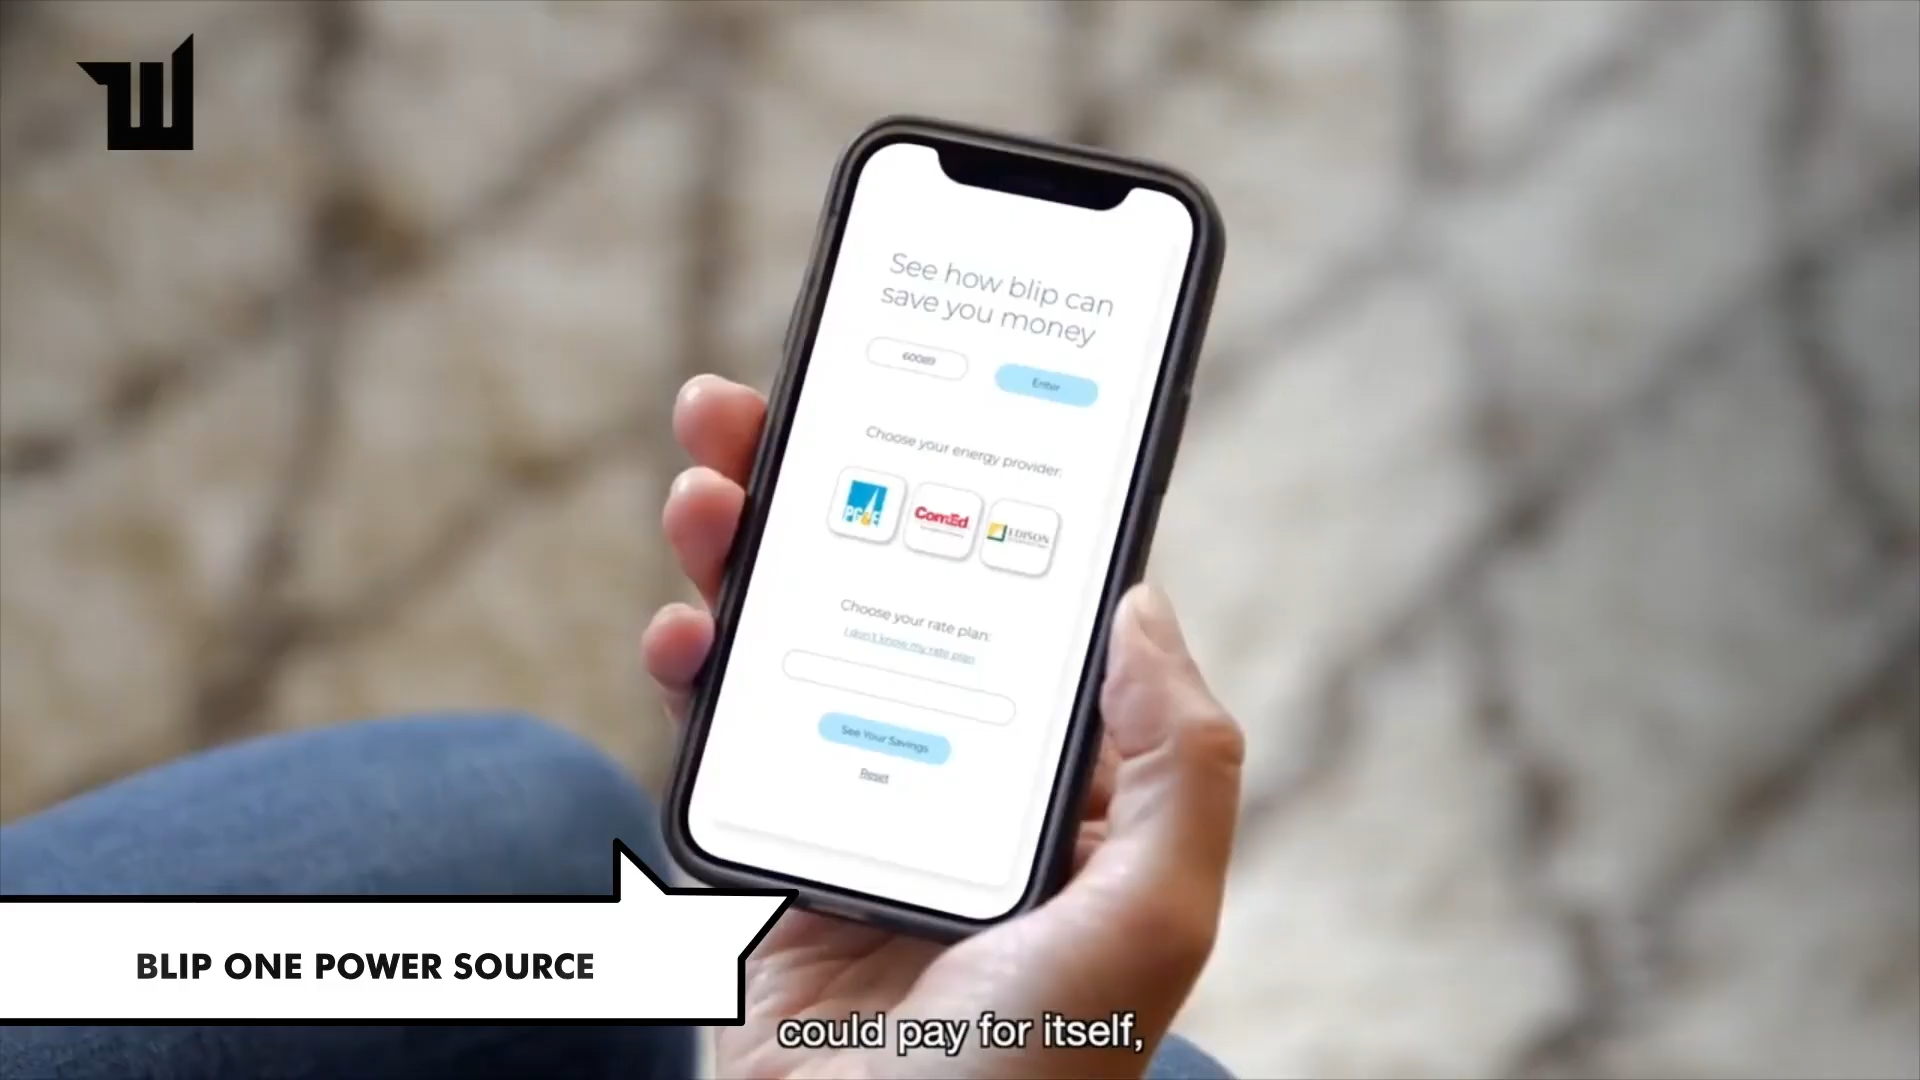 See how blip can
save you money
60089
Enter
Choose your energy provider:
PG&E
ComEd
EDISON
Choose your rate plan:
I don't know my rate plan
See Your Savings
Reset
BLIP ONE POWER SOURCE
could pay for itself,